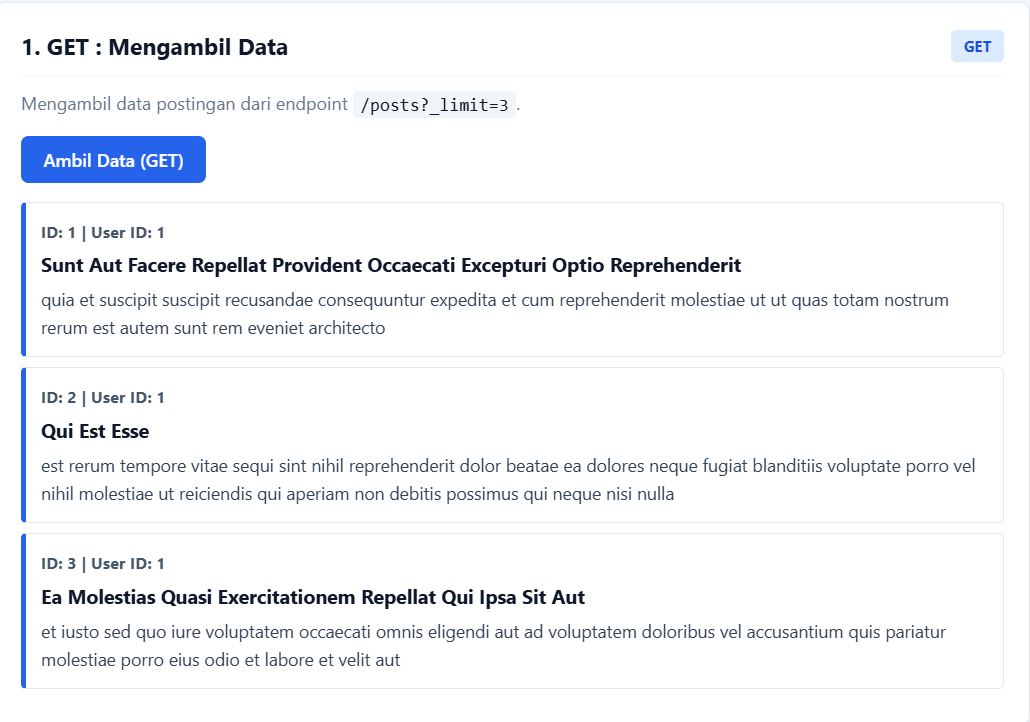 1. GET : Mengambil Data
GET
Mengambil data postingan dari endpoint /posts?_limit=3 .
Ambil Data (GET)
ID: 1 | User ID: 1
Sunt Aut Facere Repellat Provident Occaecati Excepturi Optio Reprehenderit
quia et suscipit suscipit recusandae consequuntur expedita et cum reprehenderit molestiae ut ut quas totam nostrum
rerum est autem sunt rem eveniet architecto
ID: 2 | User ID: 1
Qui Est Esse
est rerum tempore vitae sequi sint nihil reprehenderit dolor beatae ea dolores neque fugiat blanditiis voluptate porro vel
nihil molestiae ut reiciendis qui aperiam non debitis possimus qui neque nisi nulla
ID: 3 | User ID: 1
Ea Molestias Quasi Exercitationem Repellat Qui Ipsa Sit Aut
et iusto sed quo iure voluptatem occaecati omnis eligendi aut ad voluptatem doloribus vel accusantium quis pariatur
molestiae porro eius odio et labore et velit aut